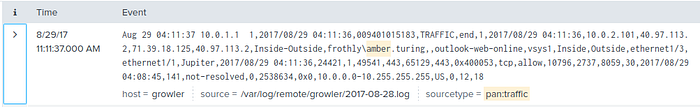 i Time Event
> 8/29/17 Aug 29 04:11:37 10.0.1.1 1,2017/08/29 04:11:36,009401015183,TRAFFIC,end,1,2017/08/29 04:11:36,10.0.2.101,40.97.113.
11:11:37.000 AM 2,71.39.18.125,40.97.113.2,Inside-Outside,frothly\amber.turing,,outlook-web-online,vsys1,Inside,Outside,ethernet1/3,
ethernet1/1,Jupiter,2017/08/29 04:11:36,24421,1,49541,443,65129,443,0x400053,tcp,allow,10796,2737,8059,30,2017/08/29
04:08:45,141,not-resolved,0,2538634,0x0,10.0.0.0-10.255.255.255,US,0,12,18
host = growler source = /var/log/remote/growler/2017-08-28.log sourcetype = pan:traffic